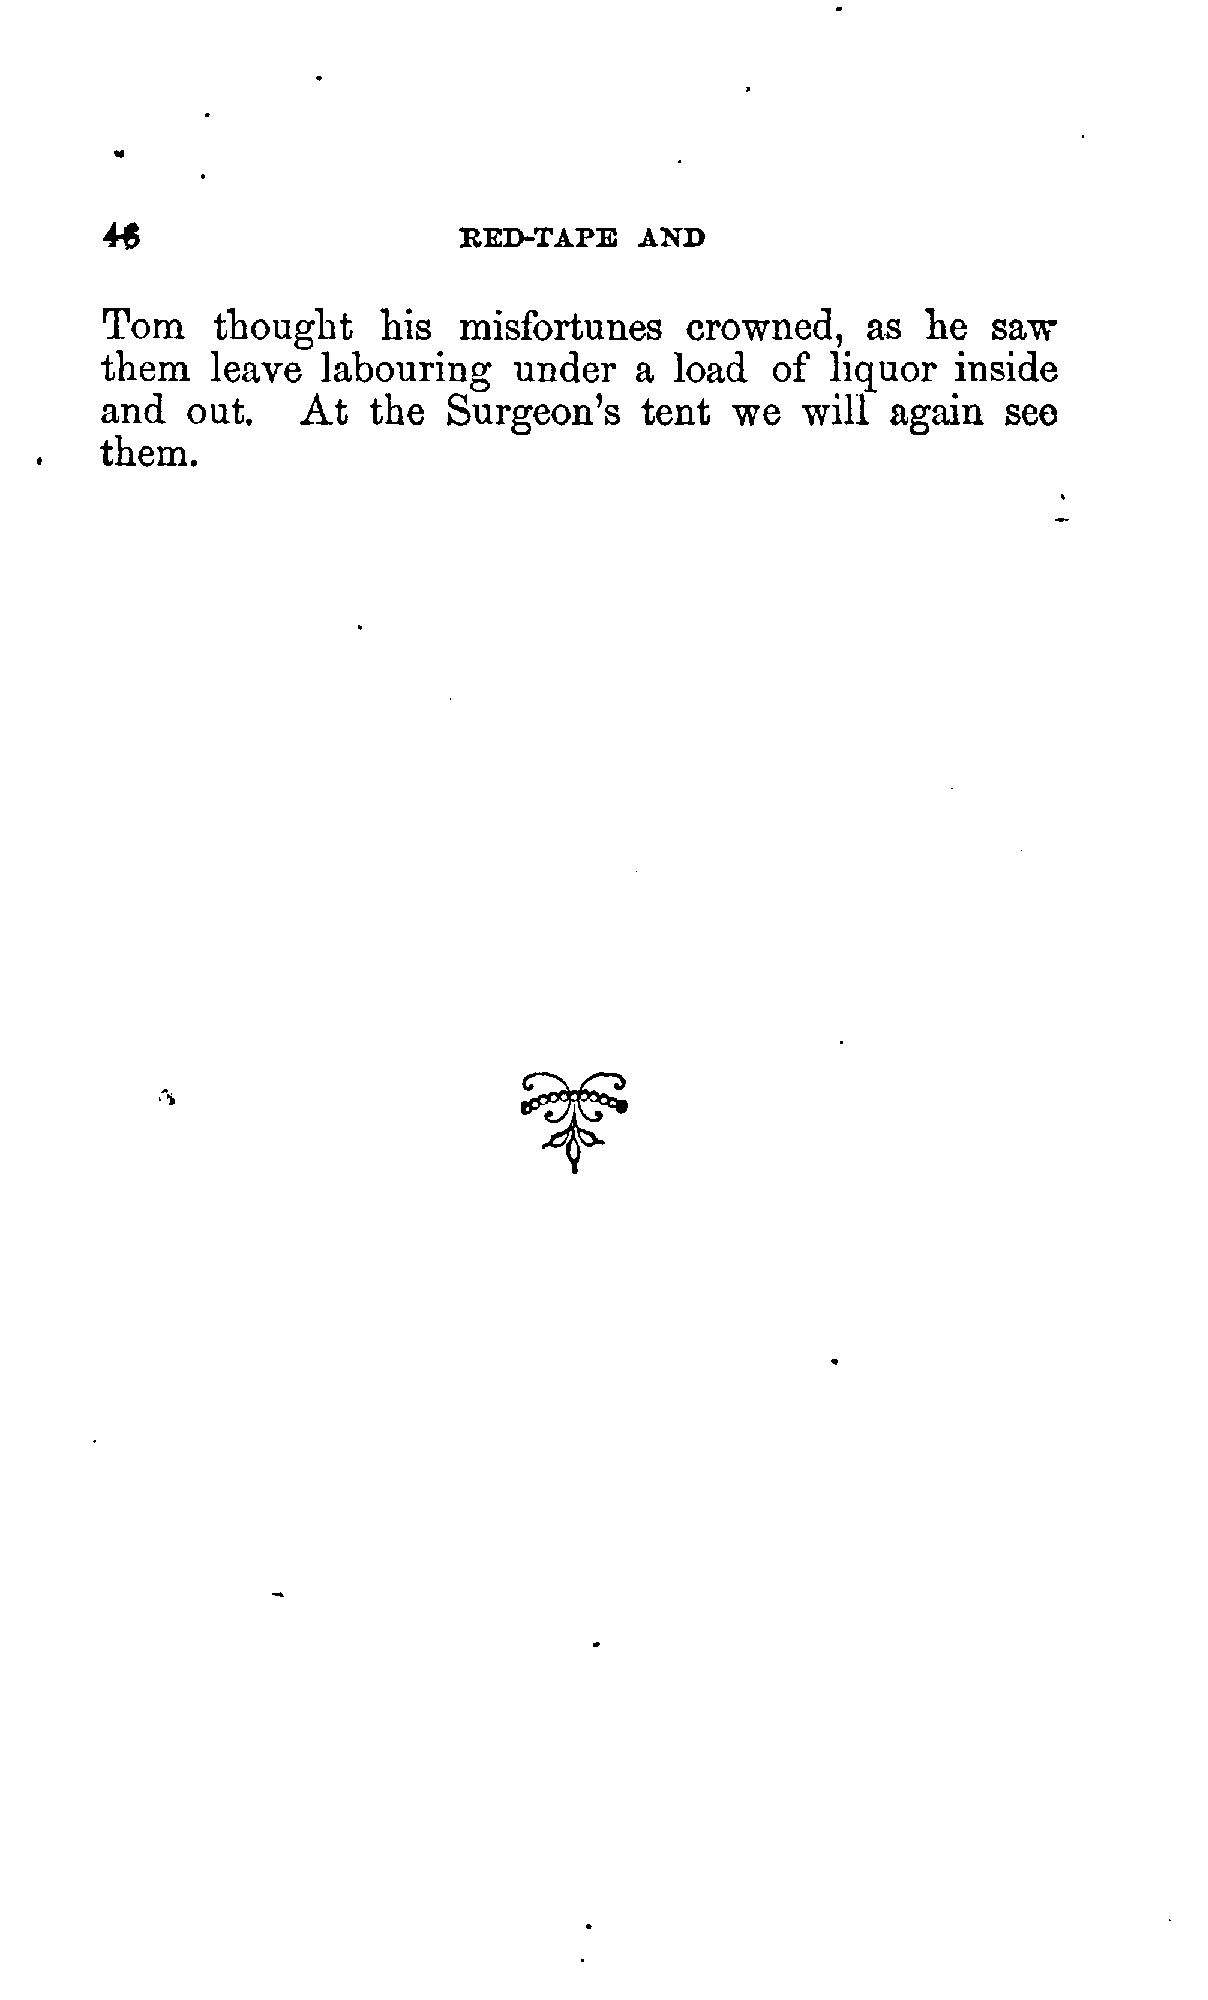 46 RED-TAPE AND
Tom thought his misfortunes crowned, as he saw
them leave labouring under a load of liquor inside
and out. At the Surgeon's tent we will again see
them.